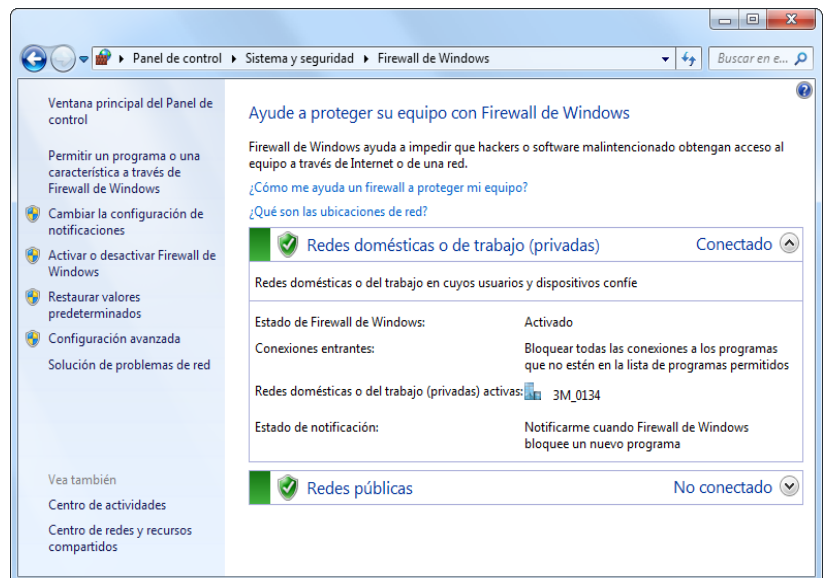 Panel de control ▸ Sistema y seguridad ▸ Firewall de Windows
Buscar en e...
Ventana principal del Panel de
control
Permitir un programa o una
característica a través de
Firewall de Windows
Cambiar la configuración de
notificaciones
Activar o desactivar Firewall de
Windows
Restaurar valores
predeterminados
Configuración avanzada
Solución de problemas de red
Vea también
Centro de actividades
Centro de redes y recursos
compartidos
Ayude a proteger su equipo con Firewall de Windows
Firewall de Windows ayuda a impedir que hackers o software malintencionado obtengan acceso al
equipo a través de Internet o de una red.
¿Cómo me ayuda un firewall a proteger mi equipo?
¿Qué son las ubicaciones de red?
Redes domésticas o de trabajo (privadas) Conectado
Redes domésticas o del trabajo en cuyos usuarios y dispositivos confíe
Estado de Firewall de Windows: Activado
Conexiones entrantes: Bloquear todas las conexiones a los programas
que no estén en la lista de programas permitidos
Redes domésticas o del trabajo (privadas) activas: 3M_0134
Estado de notificación: Notificarme cuando Firewall de Windows
bloquee un nuevo programa
Redes públicas No conectado